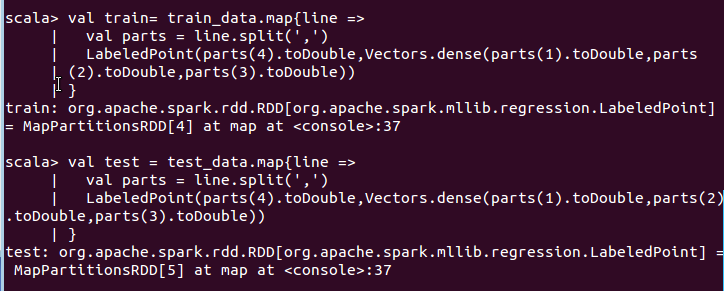 scala> val train= train_data.map{line =>
     |   val parts = line.split(',')
     |   LabeledPoint(parts(4).toDouble,Vectors.dense(parts(1).toDouble,parts
     | (2).toDouble,parts(3).toDouble))
     | }
train: org.apache.spark.rdd.RDD[org.apache.spark.mllib.regression.LabeledPoint]
= MapPartitionsRDD[4] at map at <console>:37
scala> val test = test_data.map{line =>
     |   val parts = line.split(',')
     |   LabeledPoint(parts(4).toDouble,Vectors.dense(parts(1).toDouble,parts(2)
.toDouble,parts(3).toDouble))
     | }
test: org.apache.spark.rdd.RDD[org.apache.spark.mllib.regression.LabeledPoint] =
 MapPartitionsRDD[5] at map at <console>:37